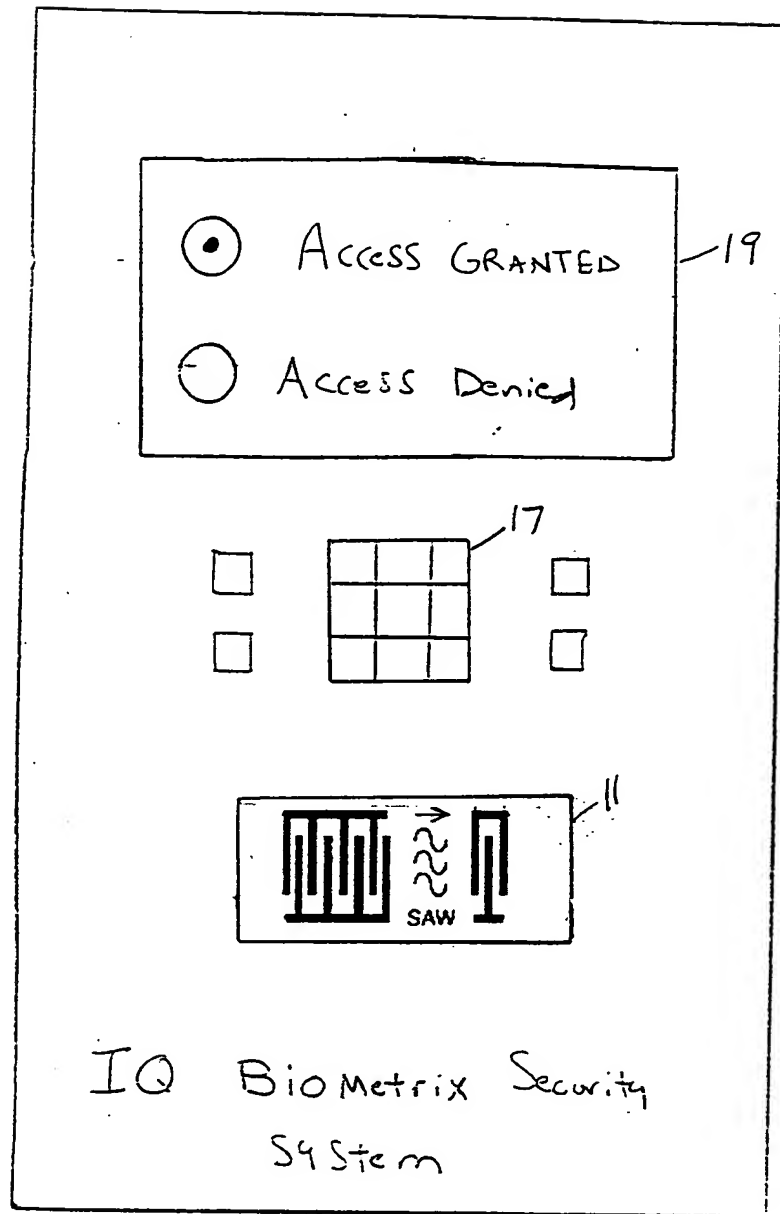 Access GRANTED
19
Access Denied
17
11
SAW
IQ BioMetrix Security
System